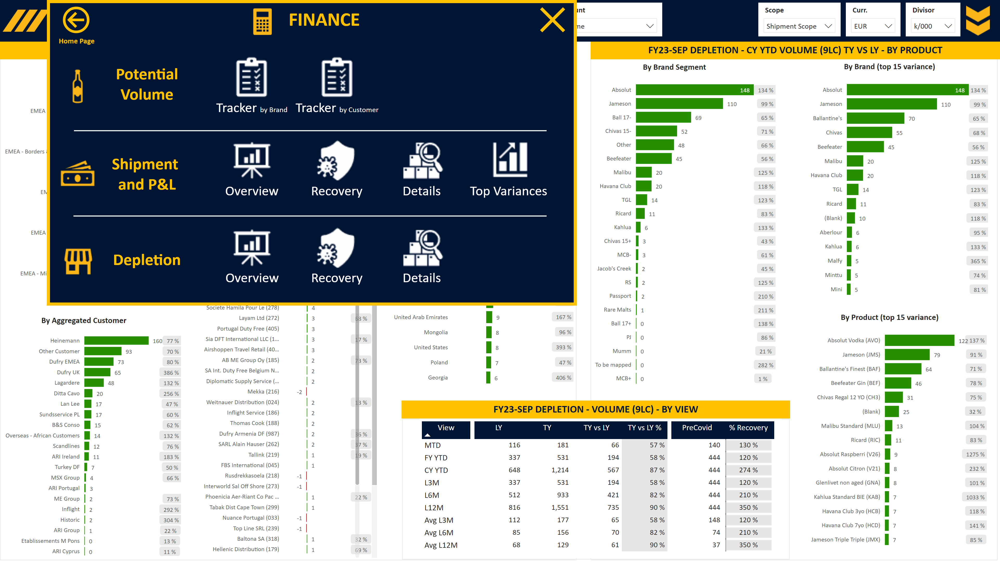 Home Page
FINANCE
Potential
Volume
Tracker by Brand
Tracker by Customer
Shipment
and P&L
Overview
Recovery
Details
Top Variances
Depletion
Overview
Recovery
Details
Scope
Shipment Scope
Curr.
EUR
Divisor
k/000
EMEA
EMEA - Borders
EMEA
EMEA - Mi
By Aggregated Customer
Heinemann 160 77 %
Other Customer 93 70 %
Dufry EMEA 73 80 %
Dufry UK 65 386 %
Lagardere 48 132 %
Ditta Cavo 20 256 %
Lan Lee 17 47 %
Sundsservice PL 17 60 %
B&S Conso 15 62 %
Overseas - African Customers 14 132 %
Scandlines 12 76 %
ARI Ireland 11 183 %
Turkey DF 7 50 %
MSX Group 4 66 %
ARI Portugal 3
ME Group 2 73 %
Inflight 2 292 %
Historic 2 304 %
ARI Group 1 22 %
Etablissements M Pons 0 13 %
ARI Cyprus 0 11 %
Societe Hamila Pour Le (278) 4
Layam Ltd (272) 3 68 %
Portugal Duty Free (405) 3
Sia DFT International LLC (1... 3 17 %
Airshoppen Travel Retail (40... 3
AB ME Group Oy (185) 2 73 %
SA Int. Duty Free Belgium N... 2
Diplomatic Supply Service (... 2
Mekka (216) -2
Weitnauer Distribution (024) 2 13 %
Inflight Service (186) 2
Thomas Cook (188) 2
Dufry Armenia DF (987) 2 36 %
SARL Alain Hauser (262) 2 37 %
Tallink (219) 1 19 %
FBS International (045) 1
Rusdrekkasoela (218) -1
Interworld Sal Off Shore (273) -1
Phoenicia Aer-Riant Co Pac ... 1 22 %
Tabak Dist Cape Town (299) 1
Nuance Portugal (033) -1
Top Line SRL (239) -1
Baltona SA (318) 1 32 %
Hellenic Distribution (179) 1 69 %
United Arab Emirates 9 167 %
Mongolia 8 96 %
United States 8 393 %
Poland 7 47 %
Georgia 6 406 %
FY23-SEP DEPLETION - VOLUME (9LC) - BY VIEW
View LY TY TY vs LY TY vs LY % PreCovid % Recovery
MTD 116 181 66 57 % 140 130 %
FY YTD 337 531 194 58 % 444 120 %
CY YTD 648 1,214 567 87 % 444 274 %
L3M 337 531 194 58 % 444 120 %
L6M 512 933 421 82 % 444 210 %
L12M 816 1,551 735 90 % 444 350 %
Avg L3M 112 177 65 58 % 148 120 %
Avg L6M 85 156 70 82 % 74 210 %
Avg L12M 68 129 61 90 % 37 350 %
FY23-SEP DEPLETION - CY YTD VOLUME (9LC) TY VS LY - BY PRODUCT
By Brand Segment
Absolut 148 134 %
Jameson 110 99 %
Ball 17- 69 65 %
Chivas 15- 52 71 %
Other 48 66 %
Beefeater 45 56 %
Malibu 20 125 %
Havana Club 20 118 %
TGL 14 123 %
Ricard 11 83 %
Kahlua 6 133 %
Chivas 15+ 3 43 %
MCB- 3 61 %
Jacob's Creek 2 45 %
RS 2 125 %
Passport 2 210 %
Rare Malts 1 211 %
Ball 17+ 0 138 %
PJ 0 86 %
Mumm 0 21 %
To be mapped 0 282 %
MCB+ 0 1 %
By Brand (top 15 variance)
Absolut 148 134 %
Jameson 110 99 %
Ballantine's 70 65 %
Chivas 55 68 %
Beefeater 45 56 %
Malibu 20 125 %
Havana Club 20 118 %
TGL 14 123 %
Ricard 11 83 %
(Blank) 10 118 %
Aberlour 6 95 %
Kahlua 6 133 %
Malfy 5 365 %
Minttu 5 74 %
Mini 5 81 %
By Product (top 15 variance)
Absolut Vodka (AVO) 122 137 %
Jameson (JMS) 79 91 %
Ballantine's Finest (BAF) 64 71 %
Beefeater Gin (BEF) 46 78 %
Chivas Regal 12 YO (CH3) 31 75 %
(Blank) 25 32 %
Malibu Standard (MLU) 13 104 %
Ricard (RIC) 11 83 %
Absolut Raspberri (V26) 9 1275 %
Absolut Citron (V21) 8 232 %
Glenlivet non aged (GNA) 8 101 %
Kahlua Standard BIE (KAB) 7 1033 %
Havana Club 3yo (HCB) 7 118 %
Havana Club 7yo (HCD) 7 141 %
Jameson Triple Triple (JMX) 7 85 %